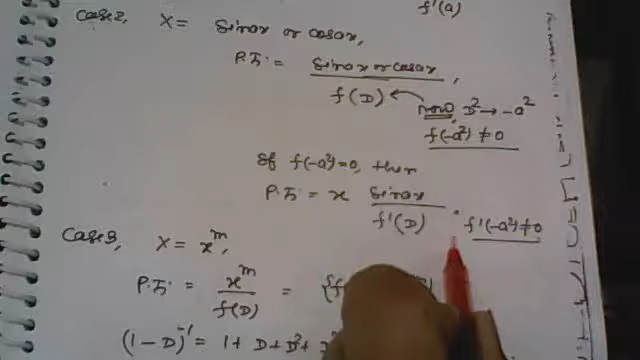 f'(a)
Case 2, X = sin ax or cos ax,
P.I. = sin ax or cos ax / f(D) ,
now D² → -a²
f(-a²) ≠ 0
If f(-a²) = 0, then
P.I. = x sin ax / f'(D) . f'(-a²) ≠ 0
Case 3, X = x^m,
P.I. = x^m / f(D) = {f
(1 - D)^-1 = 1 + D + D² +